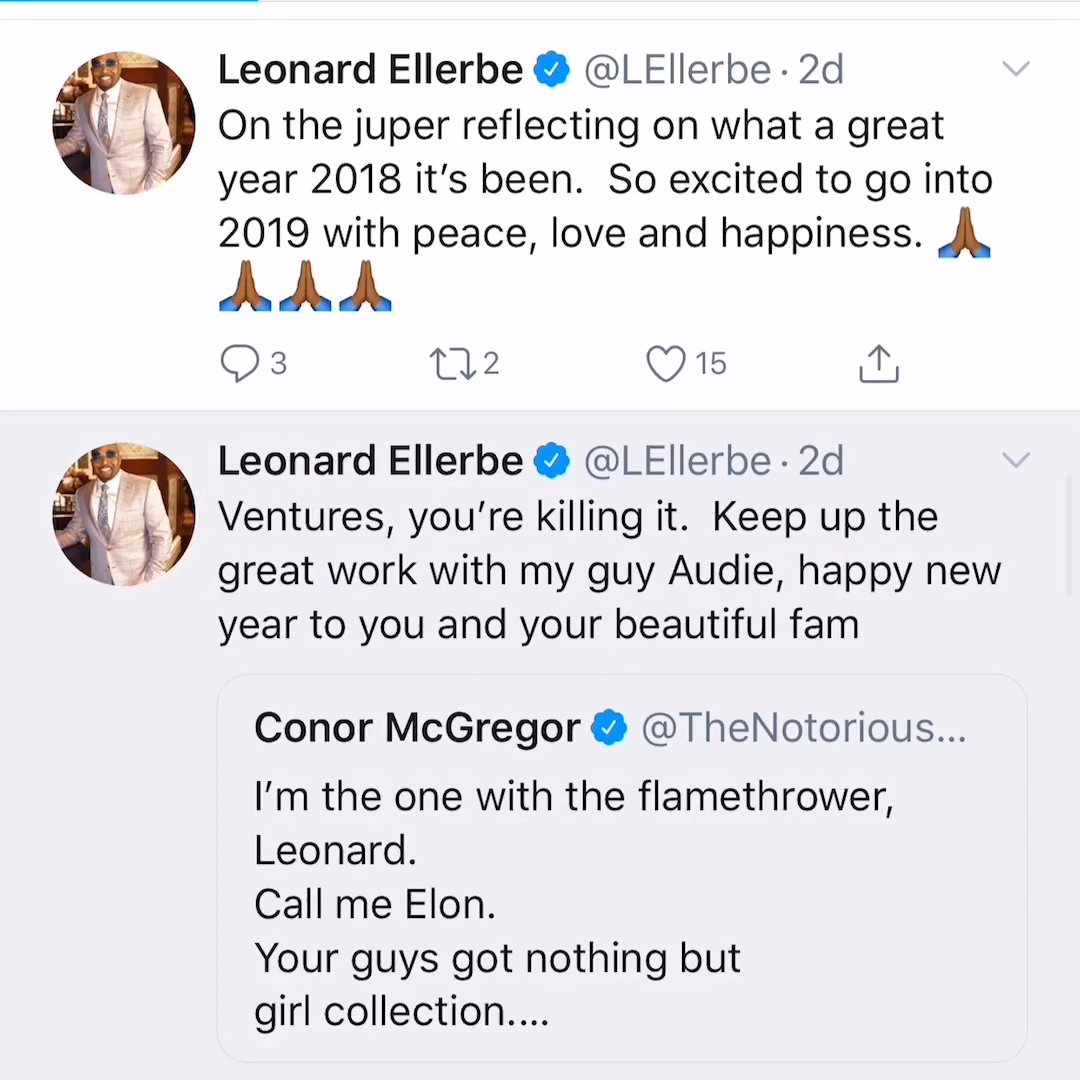 Leonard Ellerbe @LEllerbe · 2d
On the juper reflecting on what a great
year 2018 it's been. So excited to go into
2019 with peace, love and happiness. 🙏🏾
🙏🏾🙏🏾🙏🏾
3 2 15
Leonard Ellerbe @LEllerbe · 2d
Ventures, you're killing it. Keep up the
great work with my guy Audie, happy new
year to you and your beautiful fam
Conor McGregor @TheNotorious...
I'm the one with the flamethrower,
Leonard.
Call me Elon.
Your guys got nothing but
girl collection....